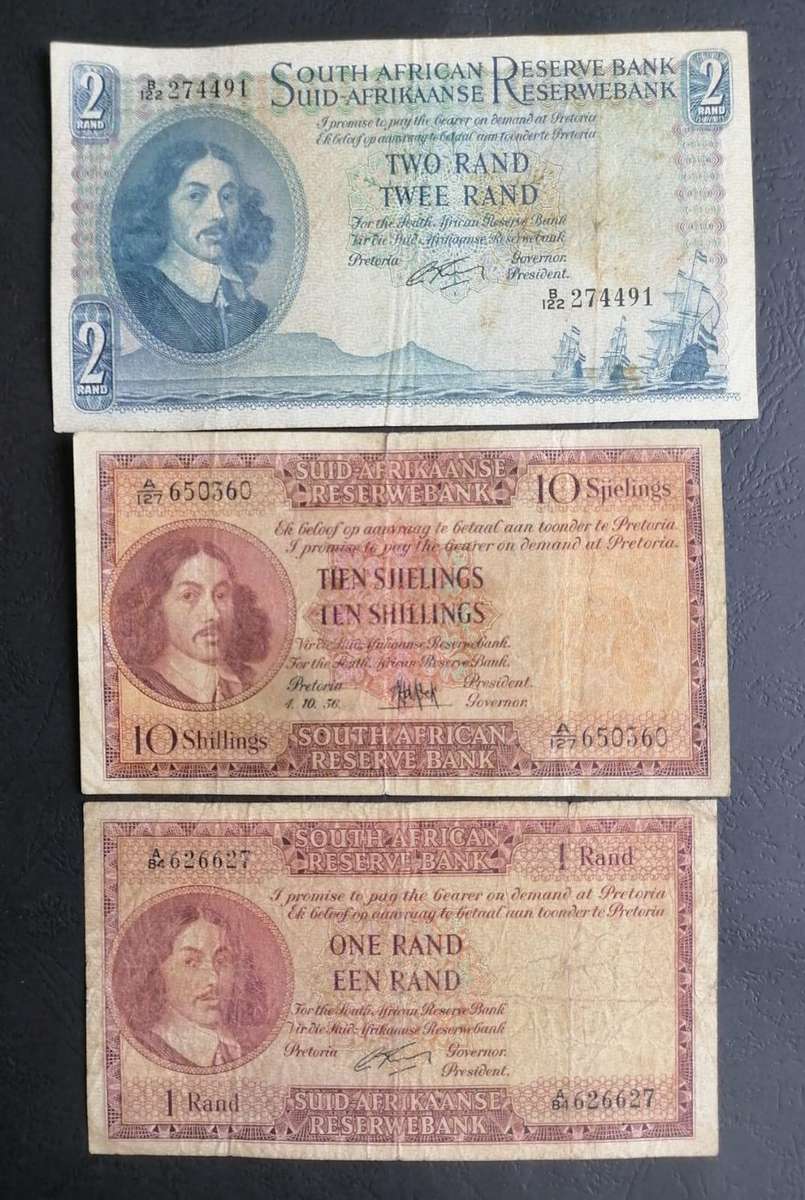 2
RAND
B/122 274491
SOUTH AFRICAN RESERVE BANK
SUID-AFRIKAANSE RESERWEBANK
2
RAND
I promise to pay the bearer on demand at Pretoria
Ek beloof op aanvraag te betaal aan toonder te Pretoria
TWO RAND
TWEE RAND
For the South African Reserve Bank
Vir die Suid-Afrikaanse Reserwebank
Pretoria
Governor.
President.
B/122 274491
2
RAND
A/127 650360
SUID-AFRIKAANSE
RESERWEBANK
10 Sjielings
Ek beloof op aanvraag te betaal aan toonder te Pretoria.
I promise to pay the bearer on demand at Pretoria.
TIEN SJIELINGS
TEN SHILLINGS
Vir die Suid-Afrikaanse Reserwebank.
For the South African Reserve Bank.
Pretoria
President.
4. 10. 56.
Governor.
10 Shillings
SOUTH AFRICAN
RESERVE BANK
A/127 650360
A/84 626627
SOUTH AFRICAN
RESERVE BANK
1 Rand
I promise to pay the bearer on demand at Pretoria
Ek beloof op aanvraag te betaal aan toonder te Pretoria
ONE RAND
EEN RAND
For the South African Reserve Bank
Vir die Suid-Afrikaanse Reserwebank
Pretoria
Governor.
President.
1 Rand
SUID-AFRIKAANSE
RESERWEBANK
A/84 626627